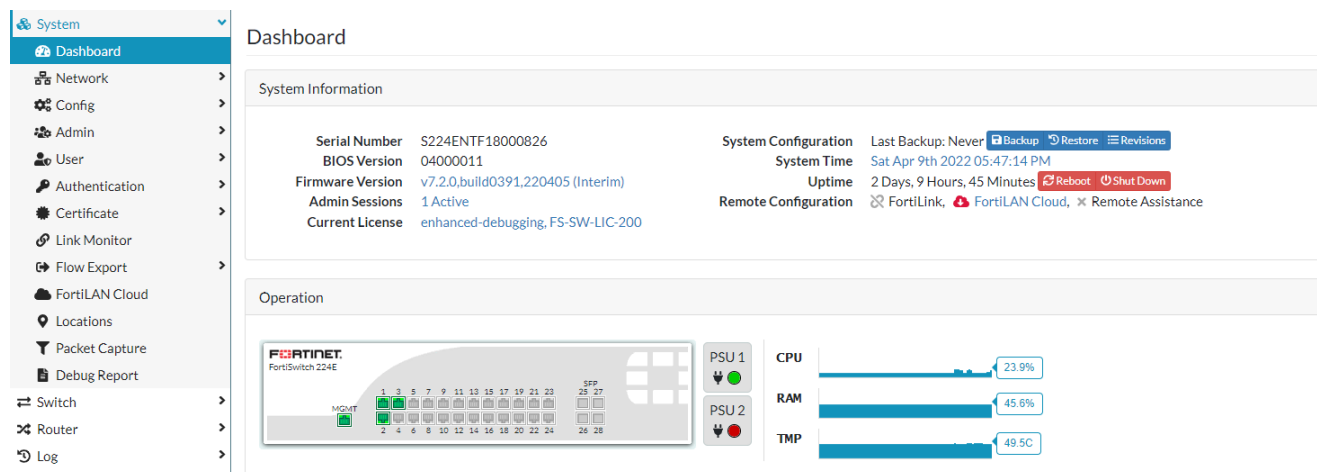 System
Dashboard
Network
Config
Admin
User
Authentication
Certificate
Link Monitor
Flow Export
FortiLAN Cloud
Locations
Packet Capture
Debug Report
Switch
Router
Log
Dashboard
System Information
Serial Number S224ENTF18000826
BIOS Version 04000011
Firmware Version v7.2.0,build0391,220405 (Interim)
Admin Sessions 1 Active
Current License enhanced-debugging, FS-SW-LIC-200
System Configuration Last Backup: Never Backup Restore Revisions
System Time Sat Apr 9th 2022 05:47:14 PM
Uptime 2 Days, 9 Hours, 45 Minutes Reboot Shut Down
Remote Configuration FortiLink, FortiLAN Cloud, Remote Assistance
Operation
FORTINET
FortiSwitch 224E
SFP
1 3 5 7 9 11 13 15 17 19 21 23 25 27
MGMT
2 4 6 8 10 12 14 16 18 20 22 24 26 28
PSU 1
PSU 2
CPU 23.9%
RAM 45.6%
TMP 49.5C